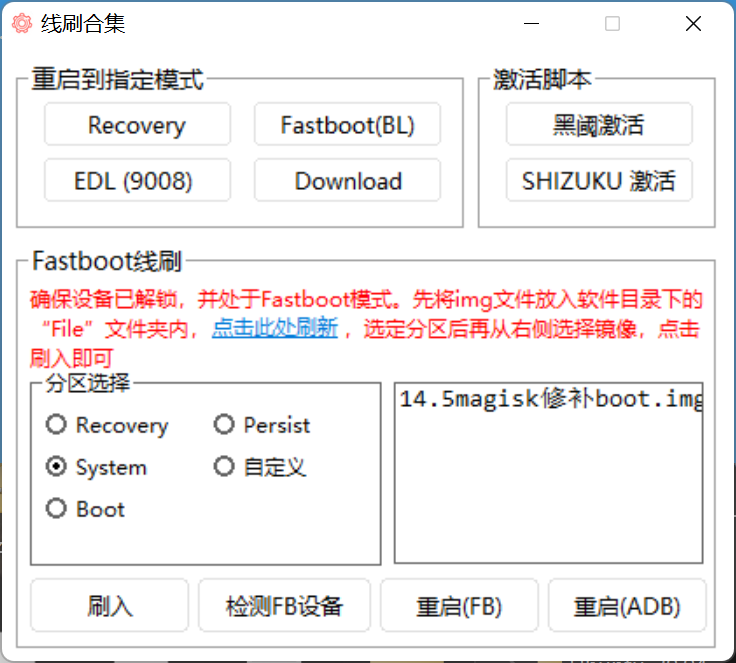 线刷合集
重启到指定模式
Recovery
Fastboot(BL)
EDL (9008)
Download
激活脚本
黑阈激活
SHIZUKU 激活
Fastboot线刷
确保设备已解锁，并处于Fastboot模式。先将img文件放入软件目录下的
“File”文件夹内，点击此处刷新，选定分区后再从右侧选择镜像，点击
刷入即可
分区选择
Recovery
Persist
System
自定义
Boot
14.5magisk修补boot.img
刷入
检测FB设备
重启(FB)
重启(ADB)